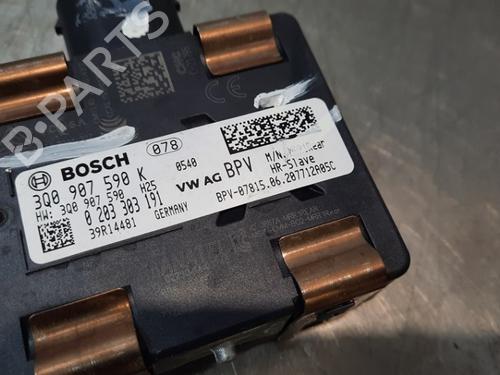 B-PARTS
BOSCH 078
3Q0 907 590 K 0540
HW: 3Q0 907 590 H25 VW AG BPV M/N:
0 203 303 191 HR-Slave
39R14481 GERMANY BPV-07815.06.207712A05C